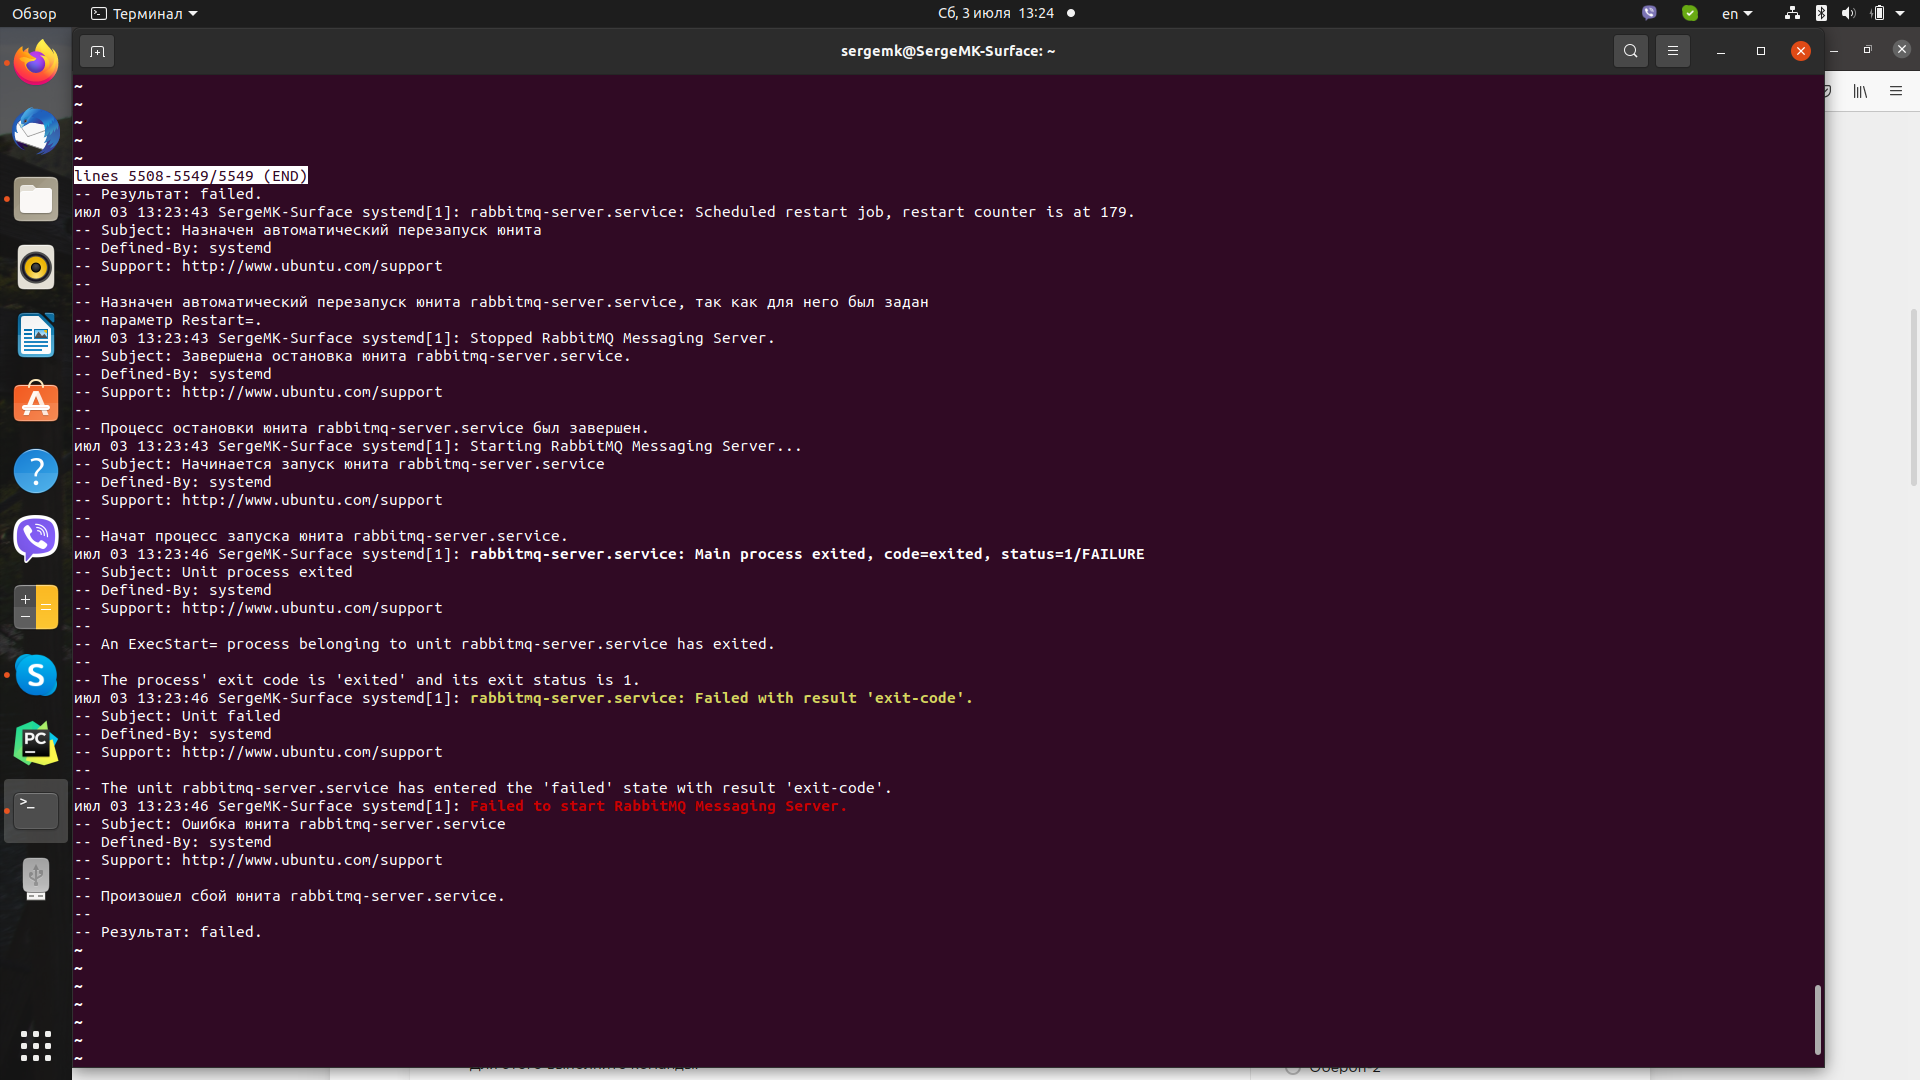 Обзор
Терминал
Сб, 3 июля 13:24
en
sergemk@SergeMK-Surface: ~
~
~
~
~
~
lines 5508-5549/5549 (END)
-- Результат: failed.
июл 03 13:23:43 SergeMK-Surface systemd[1]: rabbitmq-server.service: Scheduled restart job, restart counter is at 179.
-- Subject: Назначен автоматический перезапуск юнита
-- Defined-By: systemd
-- Support: http://www.ubuntu.com/support
--
-- Назначен автоматический перезапуск юнита rabbitmq-server.service, так как для него был задан
-- параметр Restart=.
июл 03 13:23:43 SergeMK-Surface systemd[1]: Stopped RabbitMQ Messaging Server.
-- Subject: Завершена остановка юнита rabbitmq-server.service.
-- Defined-By: systemd
-- Support: http://www.ubuntu.com/support
--
-- Процесс остановки юнита rabbitmq-server.service был завершен.
июл 03 13:23:43 SergeMK-Surface systemd[1]: Starting RabbitMQ Messaging Server...
-- Subject: Начинается запуск юнита rabbitmq-server.service
-- Defined-By: systemd
-- Support: http://www.ubuntu.com/support
--
-- Начат процесс запуска юнита rabbitmq-server.service.
июл 03 13:23:46 SergeMK-Surface systemd[1]: rabbitmq-server.service: Main process exited, code=exited, status=1/FAILURE
-- Subject: Unit process exited
-- Defined-By: systemd
-- Support: http://www.ubuntu.com/support
--
-- An ExecStart= process belonging to unit rabbitmq-server.service has exited.
--
-- The process' exit code is 'exited' and its exit status is 1.
июл 03 13:23:46 SergeMK-Surface systemd[1]: rabbitmq-server.service: Failed with result 'exit-code'.
-- Subject: Unit failed
-- Defined-By: systemd
-- Support: http://www.ubuntu.com/support
--
-- The unit rabbitmq-server.service has entered the 'failed' state with result 'exit-code'.
июл 03 13:23:46 SergeMK-Surface systemd[1]: Failed to start RabbitMQ Messaging Server.
-- Subject: Ошибка юнита rabbitmq-server.service
-- Defined-By: systemd
-- Support: http://www.ubuntu.com/support
--
-- Произошел сбой юнита rabbitmq-server.service.
--
-- Результат: failed.
~
~
~
~
~
~
~